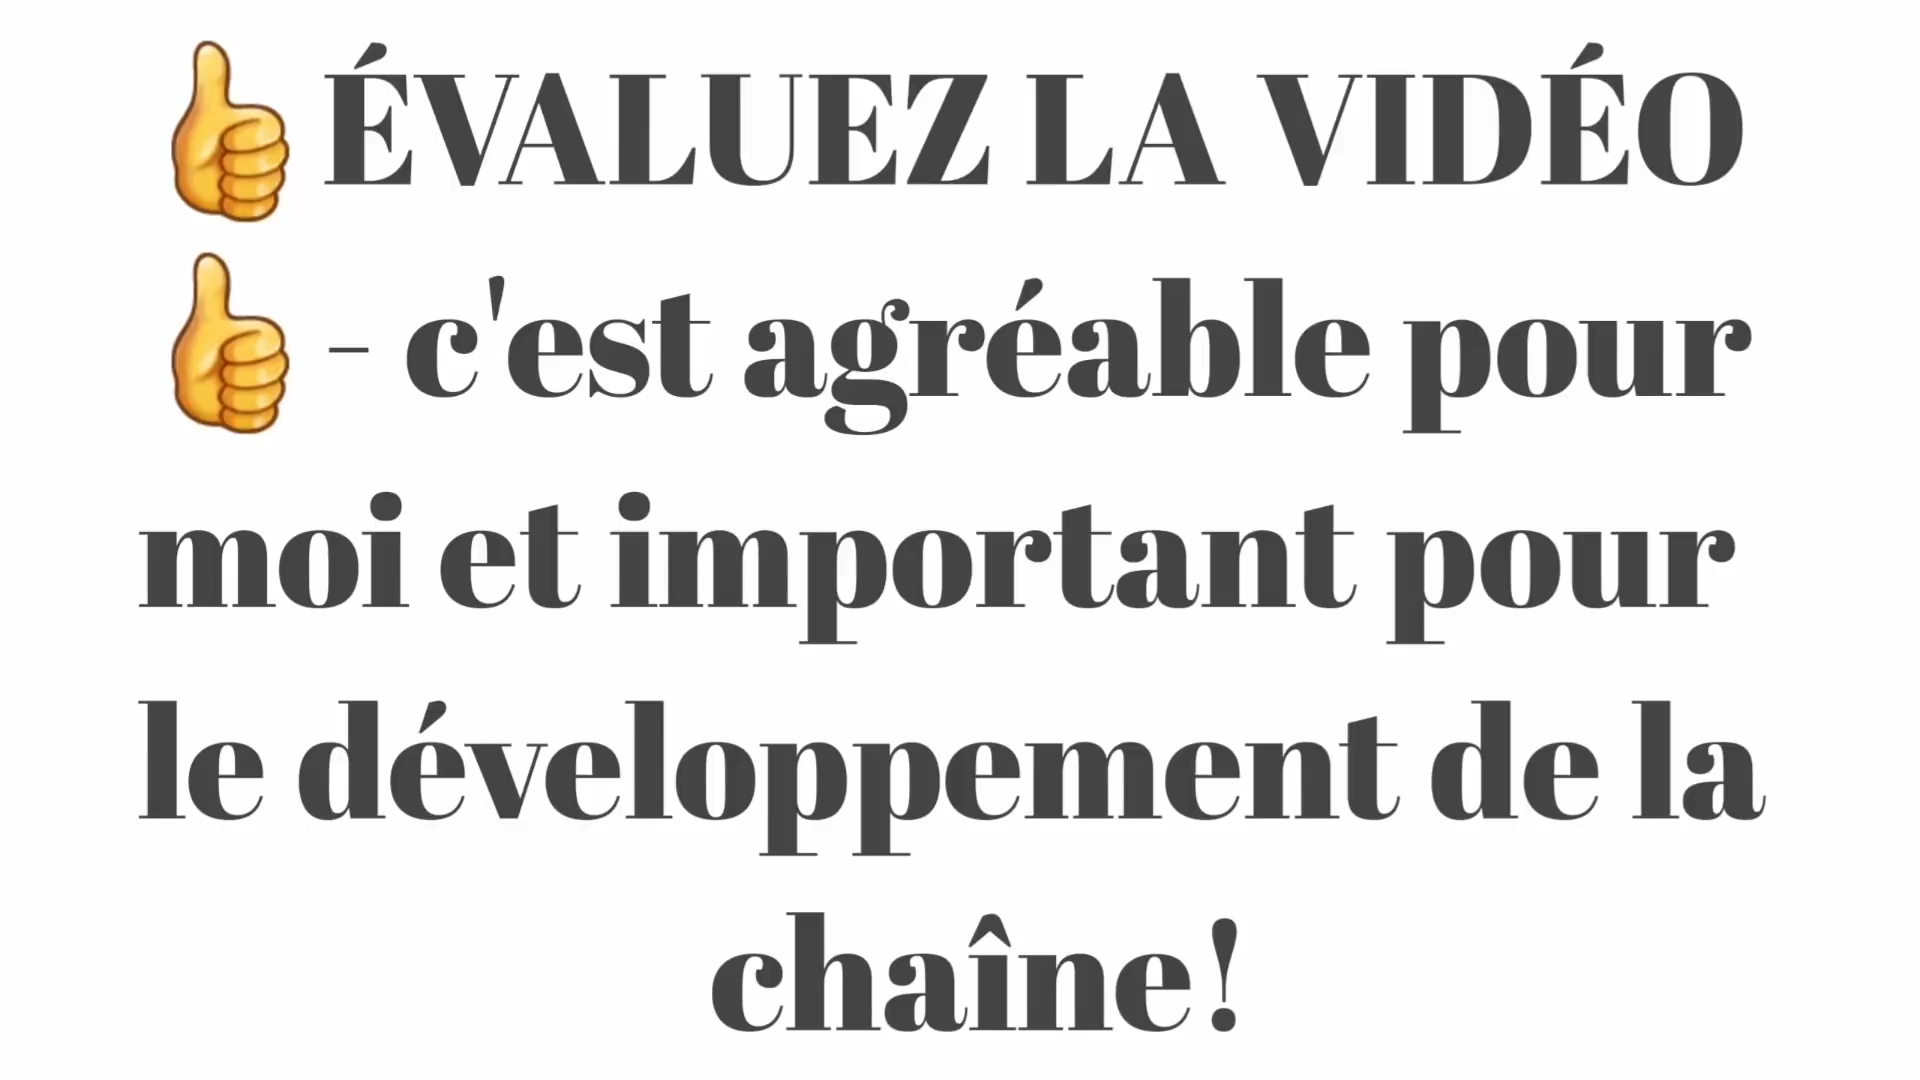 👍 ÉVALUEZ LA VIDÉO
👍 - c'est agréable pour
moi et important pour
le développement de la
chaîne!